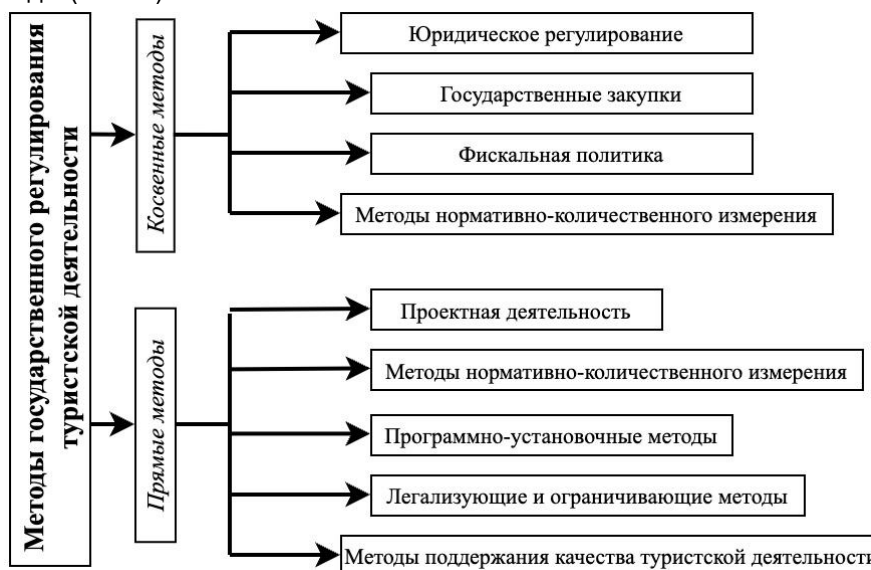 Методы государственного регулирования
туристской деятельности
Косвенные методы
Юридическое регулирование
Государственные закупки
Фискальная политика
Методы нормативно-количественного измерения
Прямые методы
Проектная деятельность
Методы нормативно-количественного измерения
Программно-установочные методы
Легализующие и ограничивающие методы
Методы поддержания качества туристской деятельности